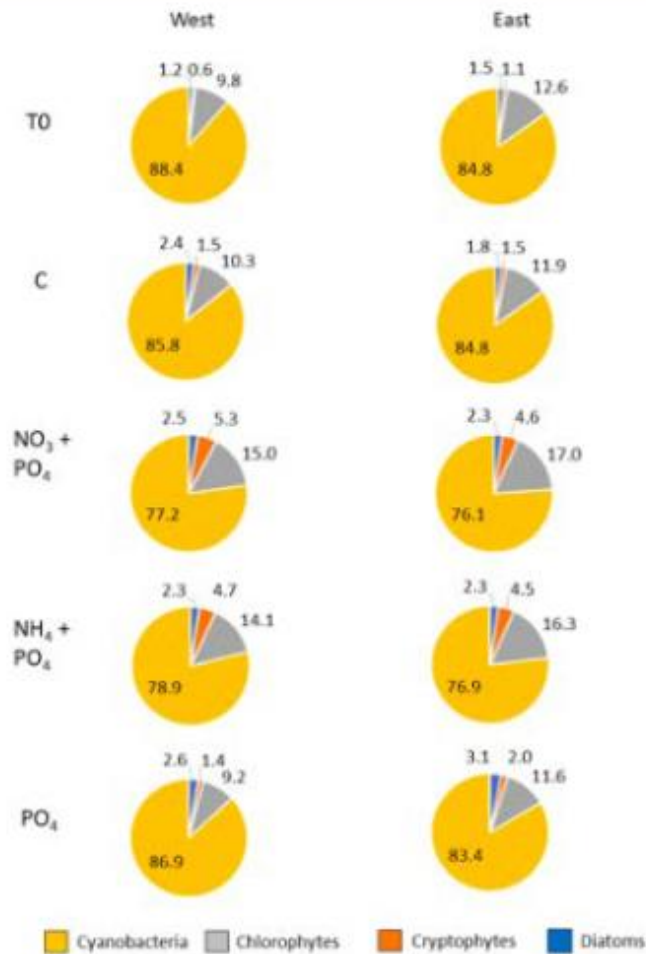 West East
1.2 0.6 9.8 1.5 1.1 12.6
T0
88.4 84.8
2.4 1.5 10.3 1.8 1.5 11.9
C
85.8 84.8
2.5 5.3 15.0 2.3 4.6 17.0
NO₃ +
PO₄
77.2 76.1
2.3 4.7 14.1 2.3 4.5 16.3
NH₄ +
PO₄
78.9 76.9
2.6 1.4 9.2 3.1 2.0 11.6
PO₄
86.9 83.4
Cyanobacteria Chlorophytes Cryptophytes Diatoms